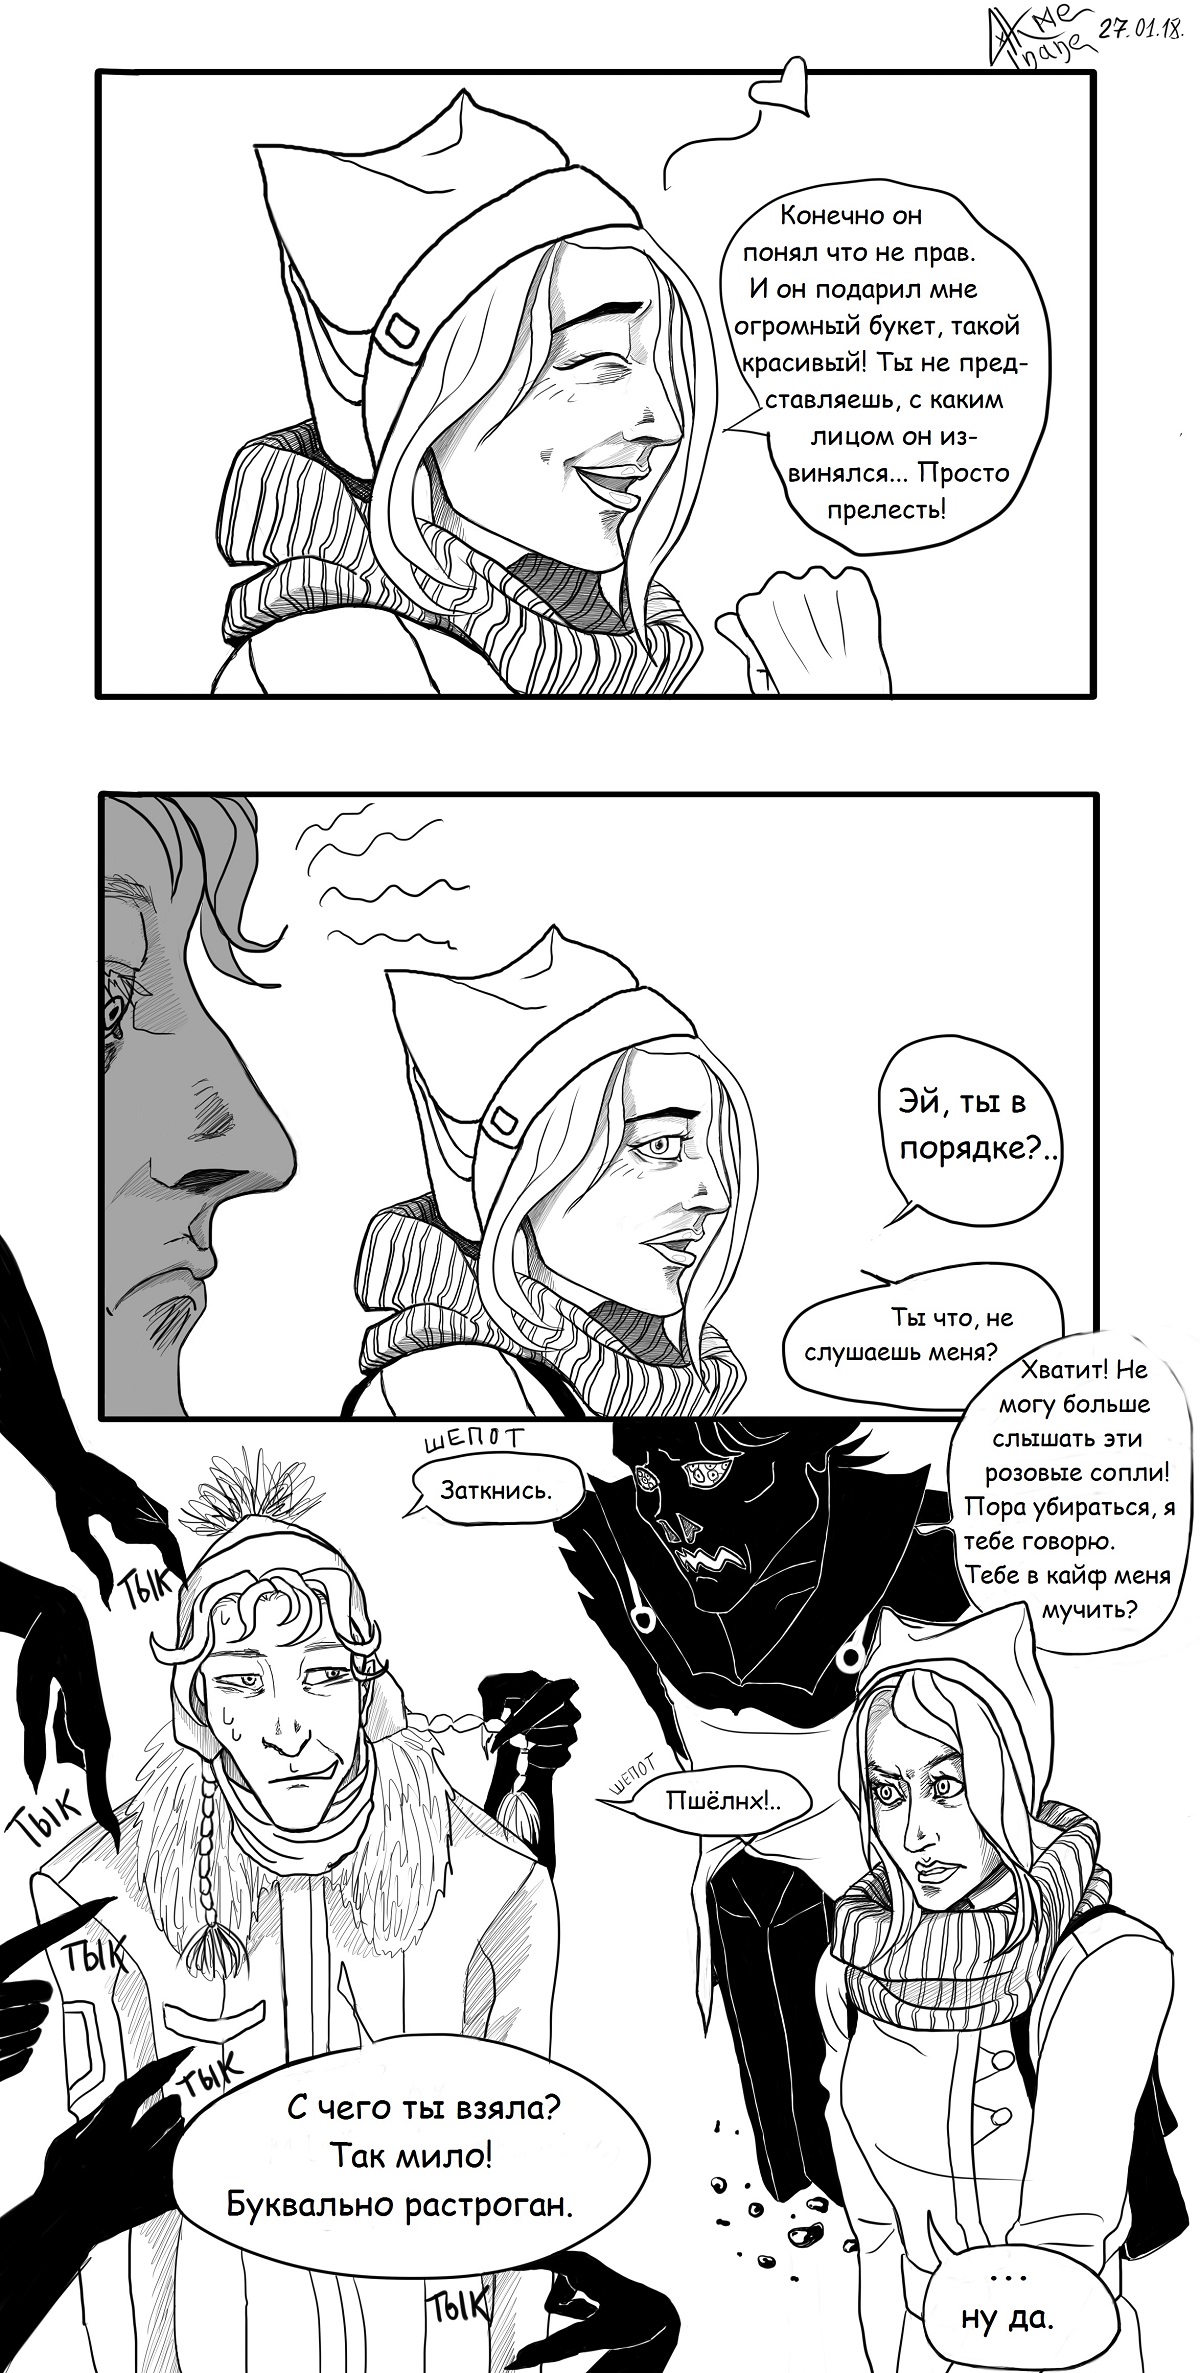 27.01.18.
Конечно он
понял что не прав.
И он подарил мне
огромный букет, такой
красивый! Ты не пред-
ставляешь, с каким
лицом он из-
винялся... Просто
прелесть!
Эй, ты в
порядке?..
Ты что, не
слушаешь меня?
Хватит! Не
могу больше
слышать эти
розовые сопли!
Пора убираться, я
тебе говорю.
Тебе в кайф меня
мучить?
ШЕПОТ
Заткнись.
ТЫК
ТЫК
ШЕПОТ
Пшёлнх!..
ТЫК
ТЫК
С чего ты взяла?
Так мило!
Буквально растроган.
ТЫК
...
ну да.